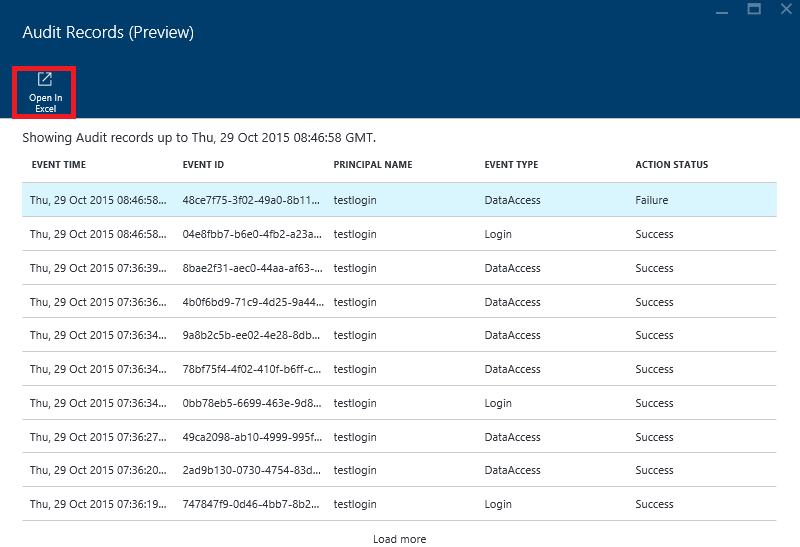 Audit Records (Preview)
Open In
Excel
Showing Audit records up to Thu, 29 Oct 2015 08:46:58 GMT.
EVENT TIME EVENT ID PRINCIPAL NAME EVENT TYPE ACTION STATUS
Thu, 29 Oct 2015 08:46:58... 48ce7f75-3f02-49a0-8b11... testlogin DataAccess Failure
Thu, 29 Oct 2015 08:46:58... 04e8fbb7-b6e0-4fb2-a23a... testlogin Login Success
Thu, 29 Oct 2015 07:36:39... 8bae2f31-aec0-44aa-af63-... testlogin DataAccess Success
Thu, 29 Oct 2015 07:36:36... 4b0f6bd9-71c9-4d25-9a44... testlogin DataAccess Success
Thu, 29 Oct 2015 07:36:34... 9a8b2c5b-ee02-4e28-8db... testlogin DataAccess Success
Thu, 29 Oct 2015 07:36:34... 78bf75f4-4f02-410f-b6ff-c... testlogin DataAccess Success
Thu, 29 Oct 2015 07:36:34... 0bb78eb5-6699-463e-9d8... testlogin Login Success
Thu, 29 Oct 2015 07:36:27... 49ca2098-ab10-4999-995f... testlogin DataAccess Success
Thu, 29 Oct 2015 07:36:20... 2ad9b130-0730-4754-83d... testlogin DataAccess Success
Thu, 29 Oct 2015 07:36:19... 747847f9-0d46-4bb7-8b2... testlogin Login Success
Load more